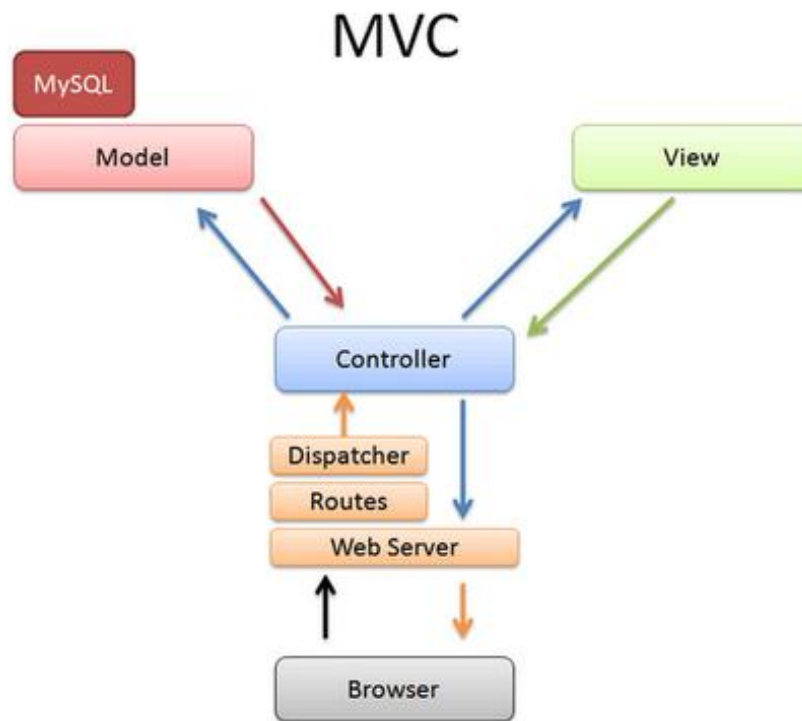 MVC
MySQL
Model
View
Controller
Dispatcher
Routes
Web Server
Browser